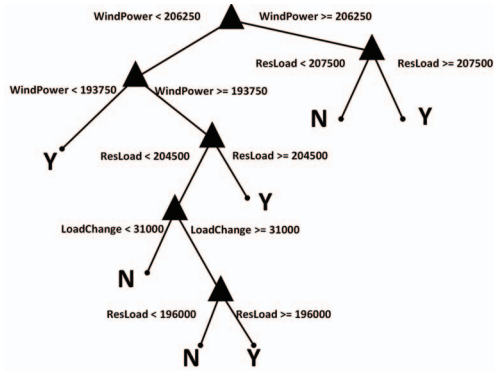 WindPower < 206250 WindPower >= 206250
ResLoad < 207500 ResLoad >= 207500
WindPower < 193750 WindPower >= 193750
N Y
Y ResLoad < 204500 ResLoad >= 204500
Y
LoadChange < 31000 LoadChange >= 31000
N
ResLoad < 196000 ResLoad >= 196000
N Y